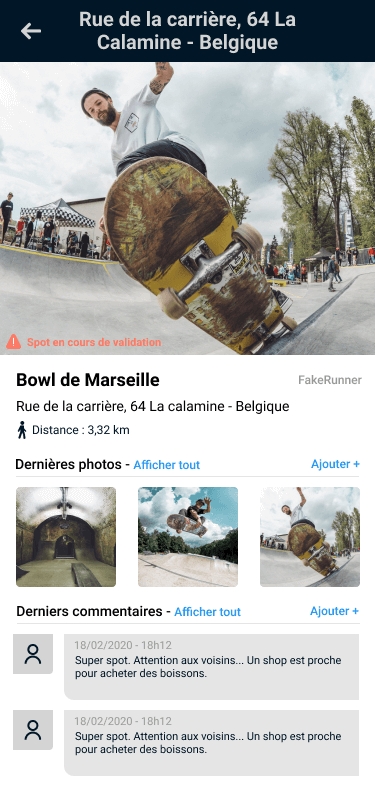 Rue de la carrière, 64 La
Calamine - Belgique
Spot en cours de validation
Bowl de Marseille
FakeRunner
Rue de la carrière, 64 La calamine - Belgique
Distance : 3,32 km
Dernières photos - Afficher tout
Ajouter +
Derniers commentaires - Afficher tout
Ajouter +
18/02/2020 - 18h12
Super spot. Attention aux voisins... Un shop est proche
pour acheter des boissons.
18/02/2020 - 18h12
Super spot. Attention aux voisins... Un shop est proche
pour acheter des boissons.